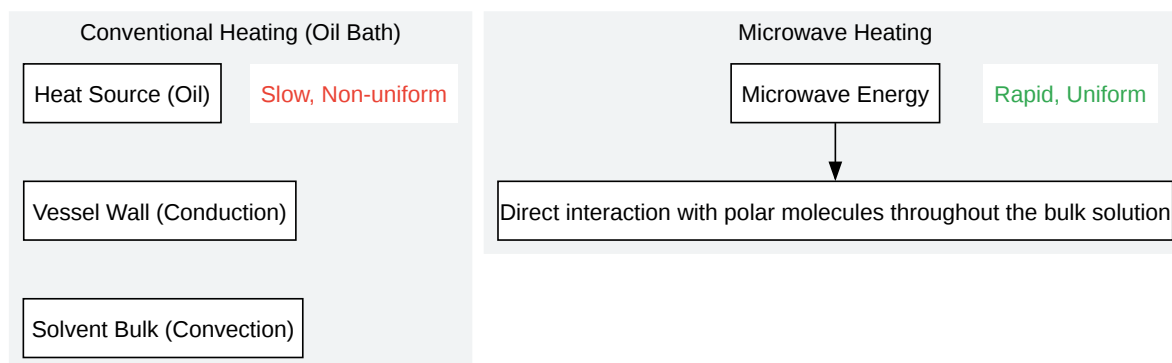 Conventional Heating (Oil Bath)
Heat Source (Oil)
Slow, Non-uniform
Vessel Wall (Conduction)
Solvent Bulk (Convection)
Microwave Heating
Microwave Energy
Rapid, Uniform
Direct interaction with polar molecules throughout the bulk solution